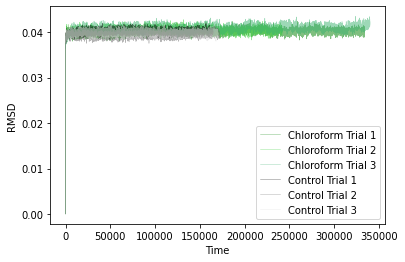 0.04
0.03
0.02
0.01
0.00
RMSD
0
50000
100000
150000
200000
250000
300000
350000
Time
Chloroform Trial 1
Chloroform Trial 2
Chloroform Trial 3
Control Trial 1
Control Trial 2
Control Trial 3